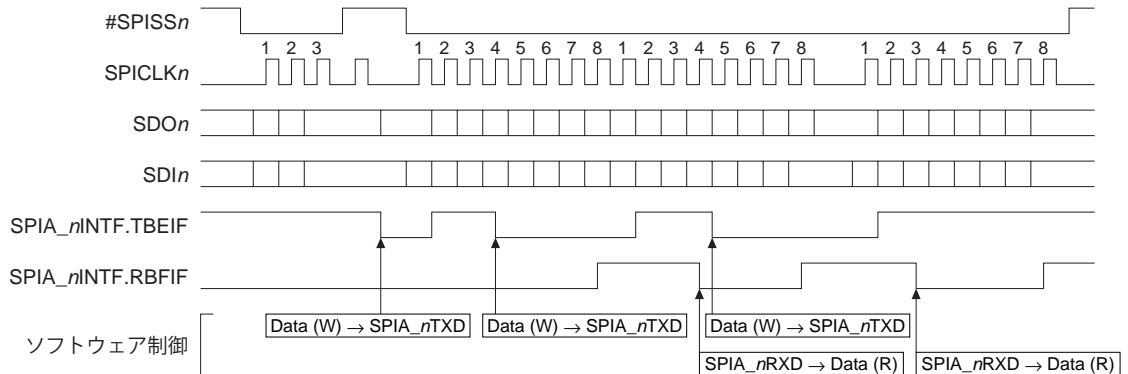 #SPISSn
1 2 3 1 2 3 4 5 6 7 8 1 2 3 4 5 6 7 8 1 2 3 4 5 6 7 8
SPICLKn
SDOn
SDIn
SPIA_nINTF.TBEIF
SPIA_nINTF.RBFIF
Data (W) → SPIA_nTXD Data (W) → SPIA_nTXD Data (W) → SPIA_nTXD
ソフトウェア制御
SPIA_nRXD → Data (R) SPIA_nRXD → Data (R)